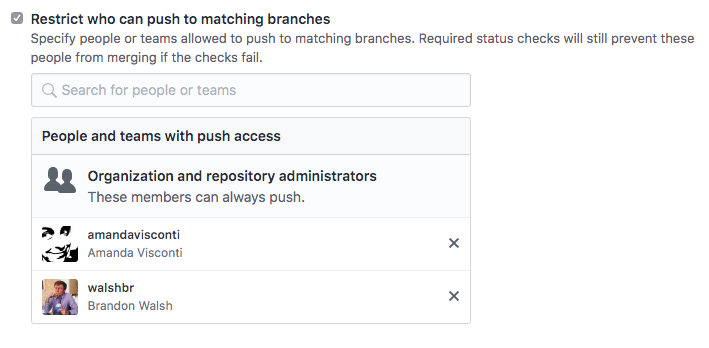 Restrict who can push to matching branches
Specify people or teams allowed to push to matching branches. Required status checks will still prevent these
people from merging if the checks fail.
Search for people or teams
People and teams with push access
Organization and repository administrators
These members can always push.
amandavisconti
Amanda Visconti
walshbr
Brandon Walsh